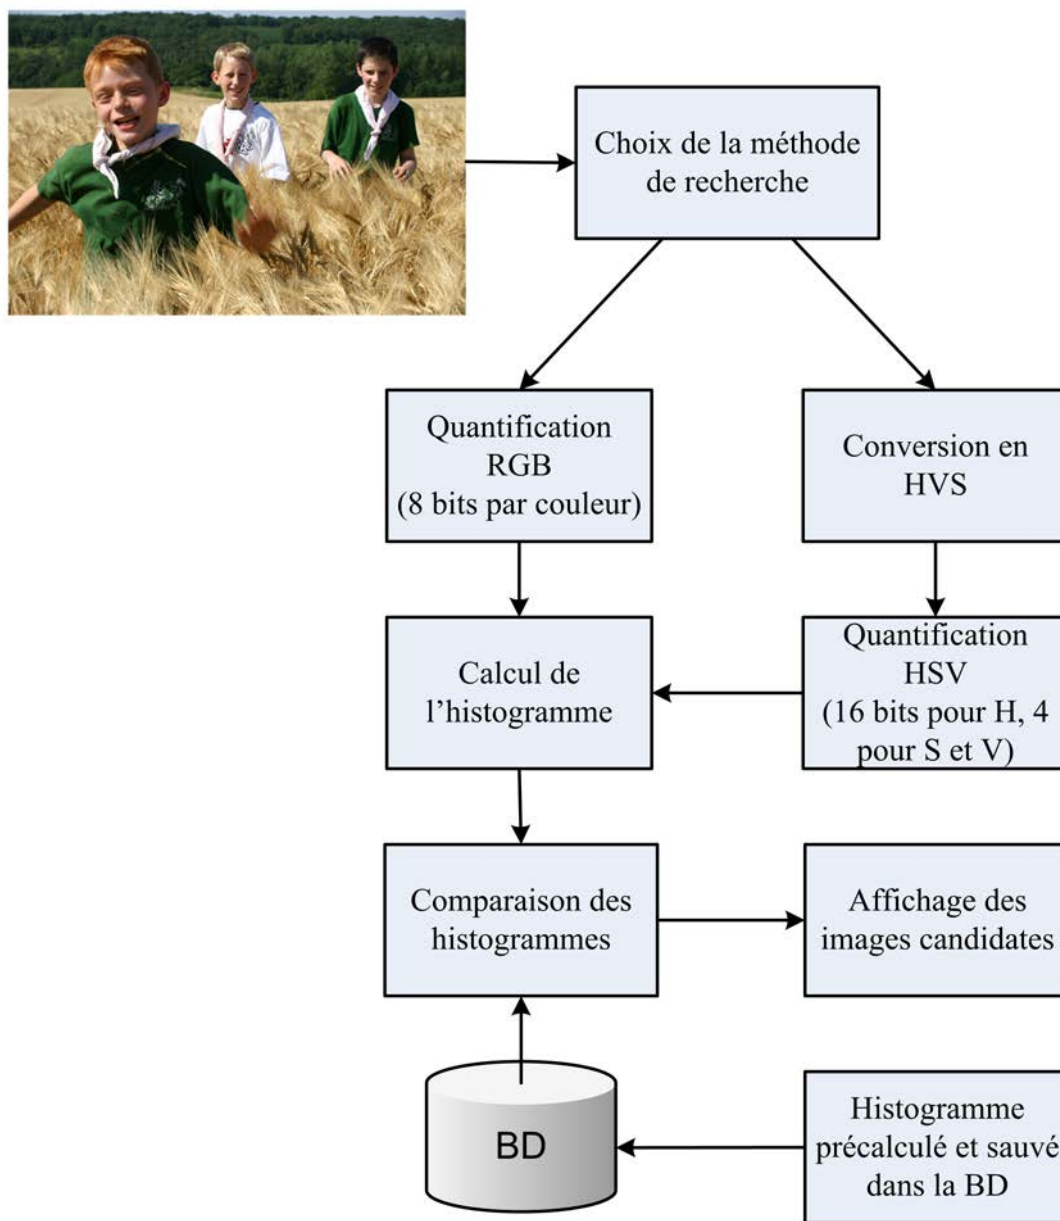 Choix de la méthode
de recherche
Quantification
RGB
(8 bits par couleur)
Conversion en
HVS
Calcul de
l’histogramme
Quantification
HSV
(16 bits pour H, 4
pour S et V)
Comparaison des
histogrammes
Affichage des
images candidates
BD
Histogramme
précalculé et sauvé
dans la BD